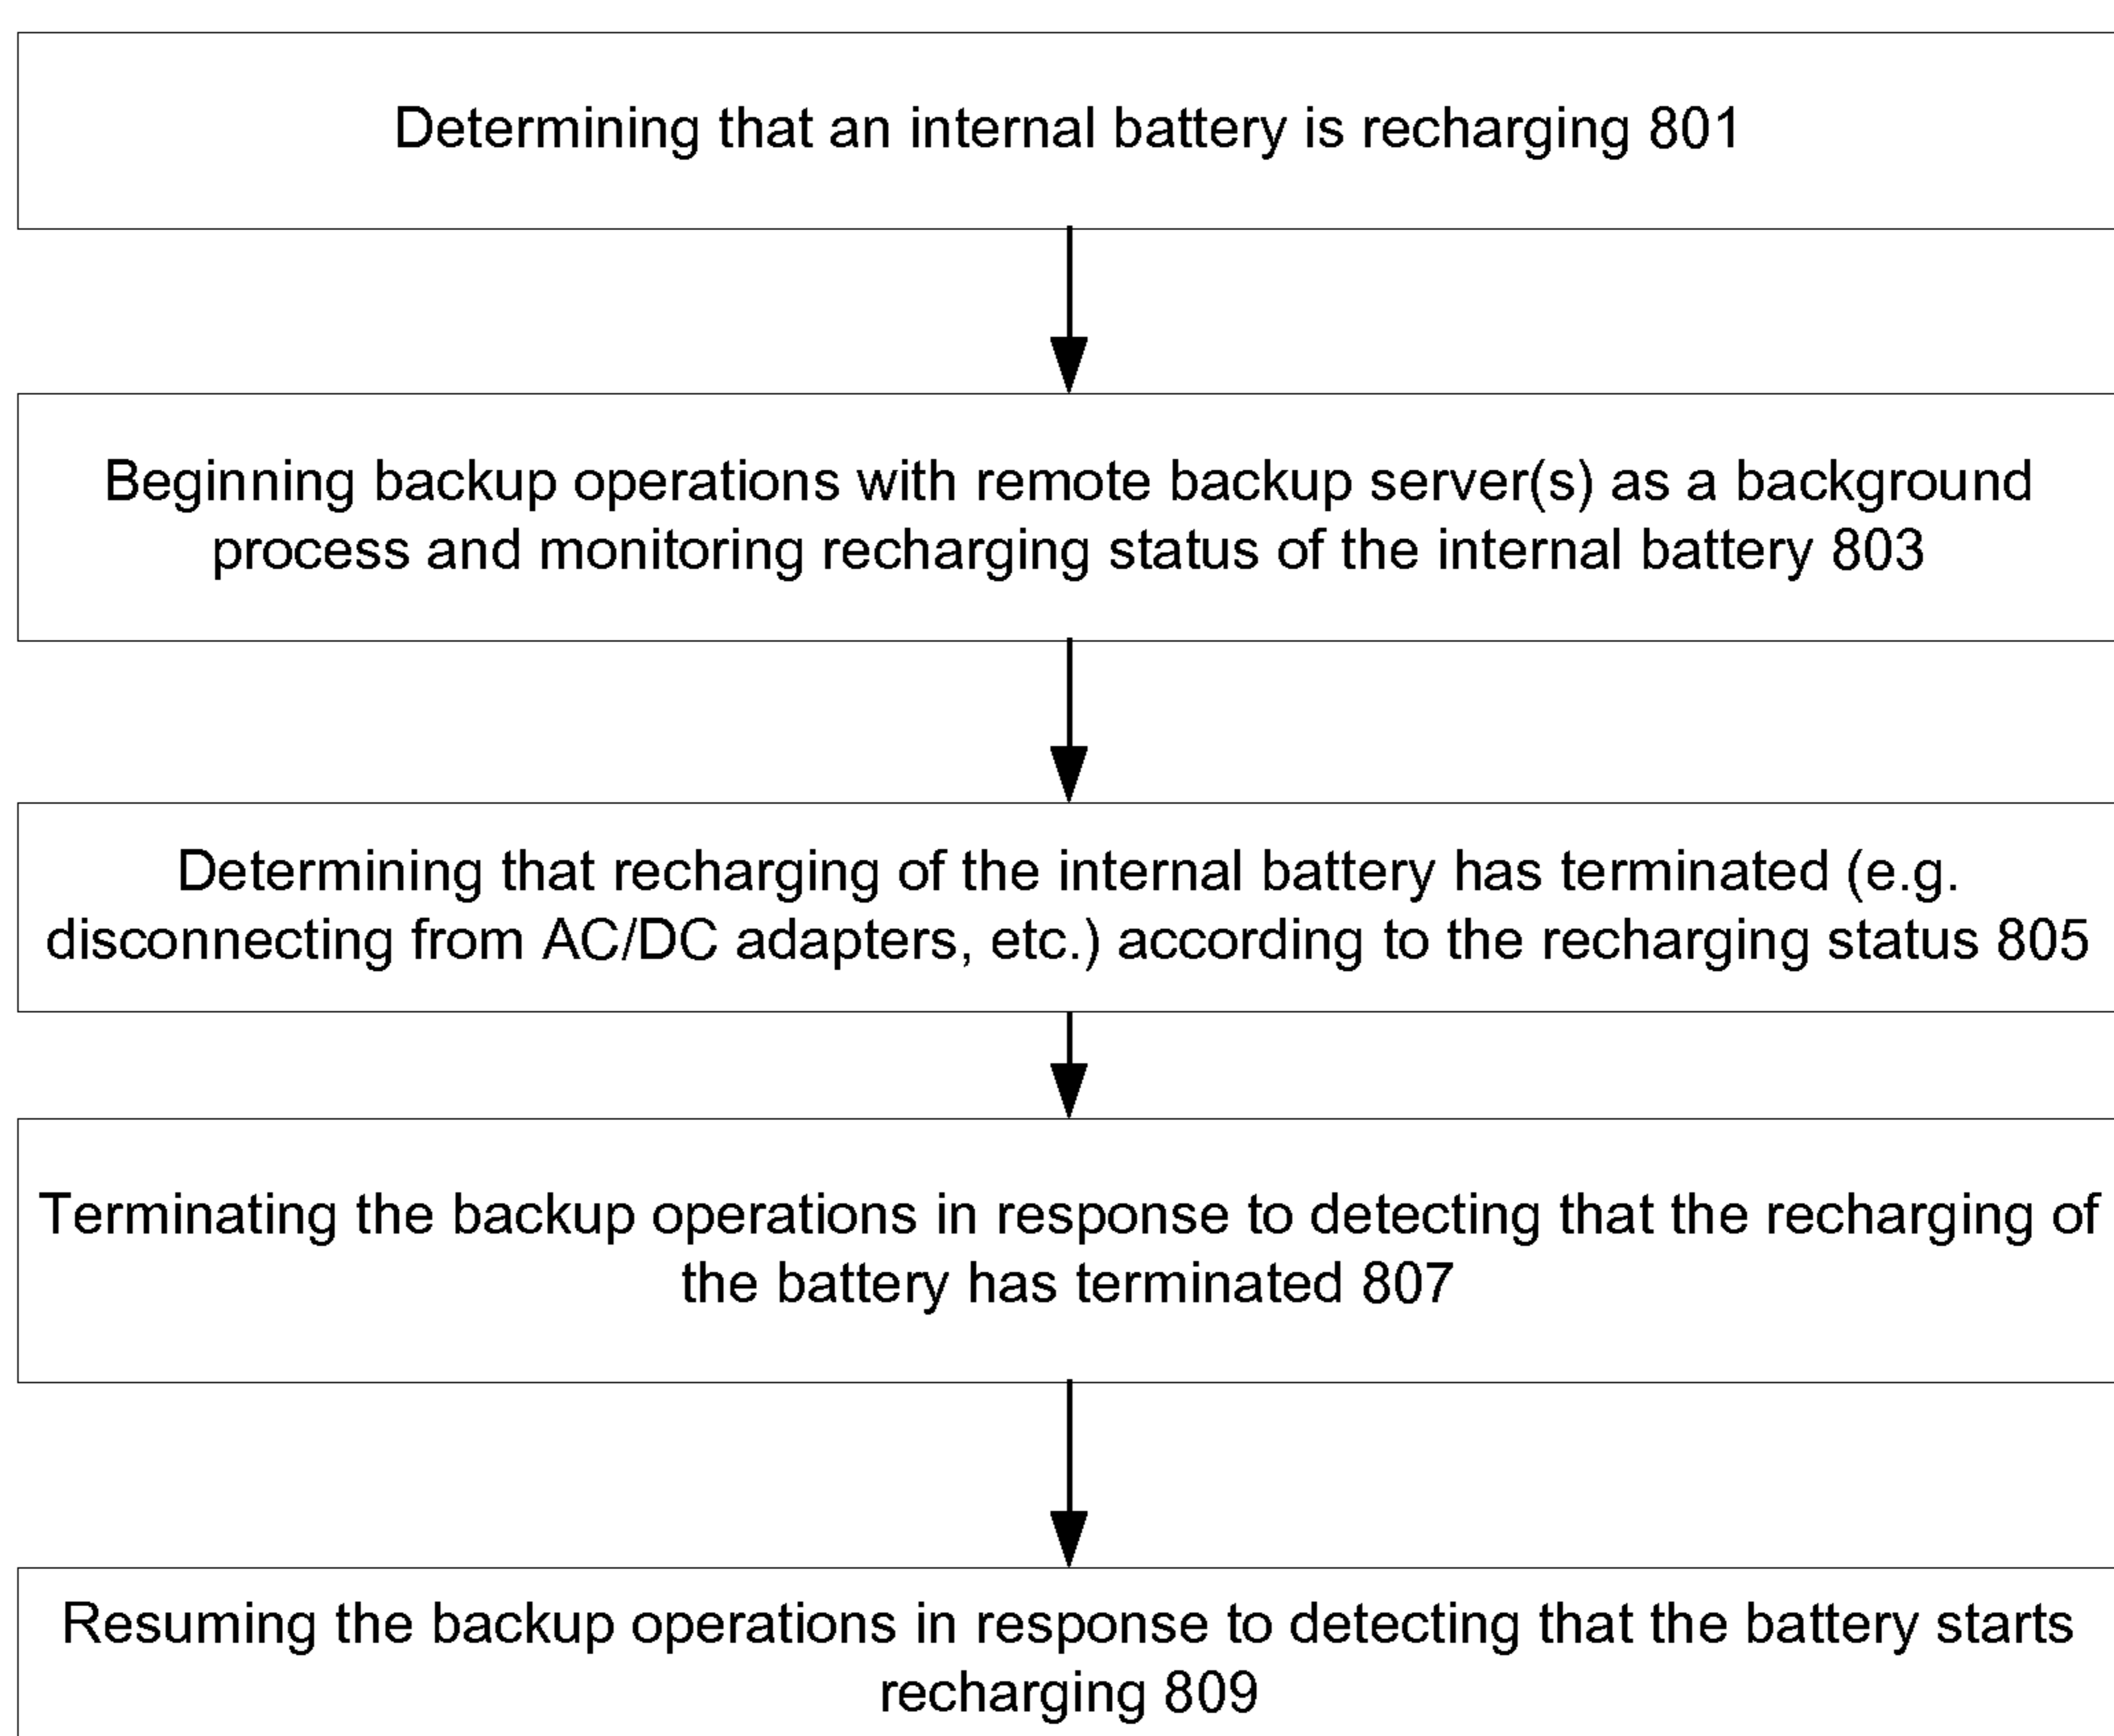 Determining that an internal battery is recharging 801
Beginning backup operations with remote backup server(s) as a background
process and monitoring recharging status of the internal battery 803
Determining that recharging of the internal battery has terminated (e.g.
disconnecting from AC/DC adapters, etc.) according to the recharging status 805
Terminating the backup operations in response to detecting that the recharging of
the battery has terminated 807
Resuming the backup operations in response to detecting that the battery starts
recharging 809